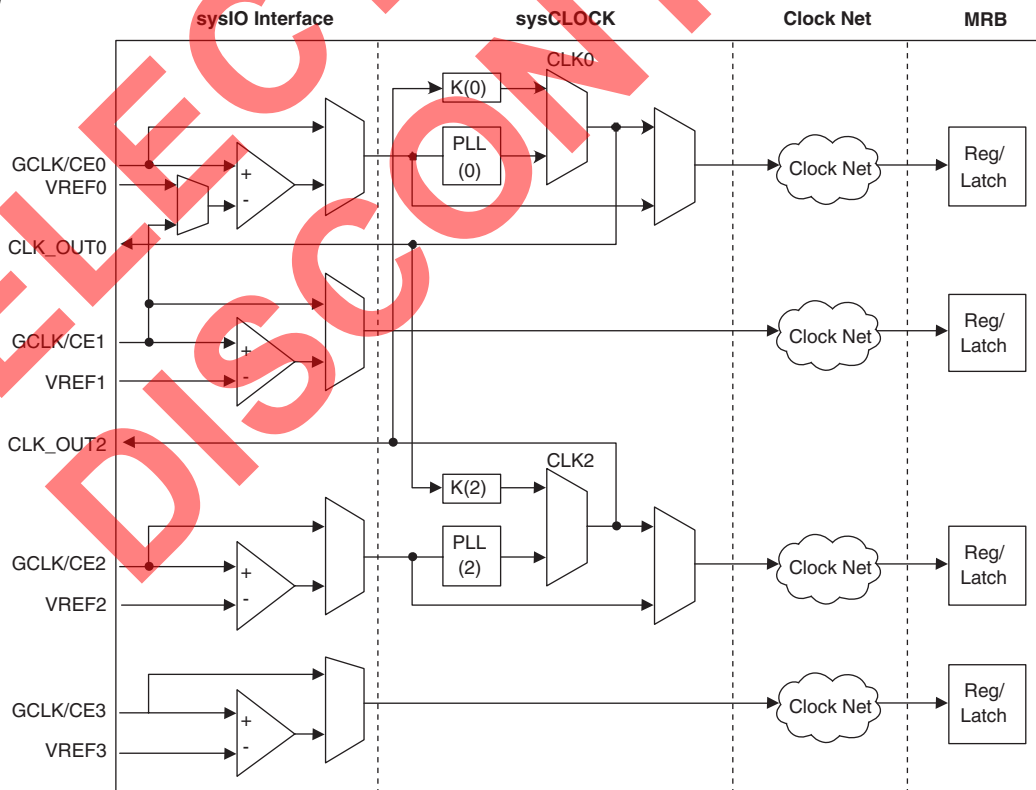 sysIO Interface
sysCLOCK
Clock Net
MRB
CLK0
K(0)
PLL
(0)
GCLK/CE0
VREF0
+
-
Clock Net
Reg/
Latch
CLK_OUT0
GCLK/CE1
+
-
VREF1
Clock Net
Reg/
Latch
CLK_OUT2
CLK2
K(2)
PLL
(2)
GCLK/CE2
+
-
VREF2
Clock Net
Reg/
Latch
GCLK/CE3
+
-
VREF3
Clock Net
Reg/
Latch
ELEC
DISCONT